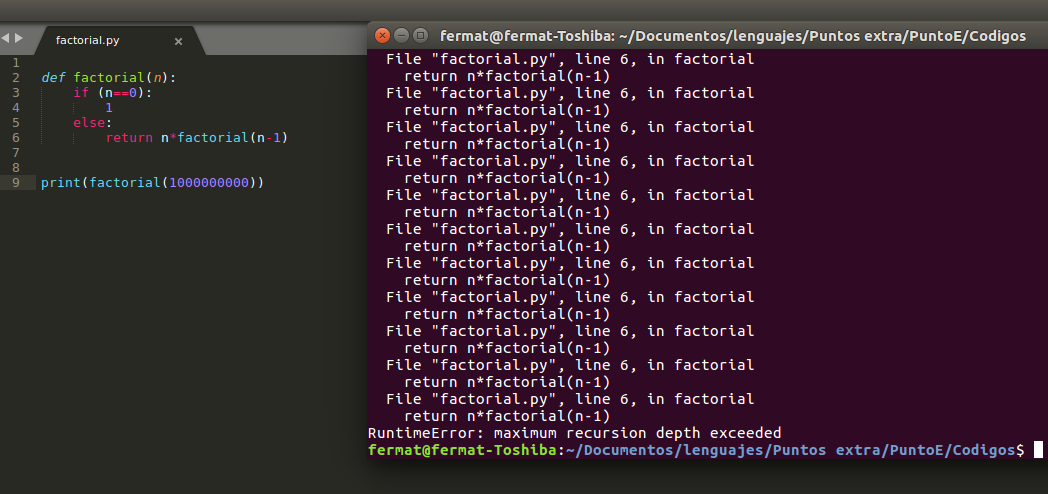 factorial.py ×
1
2 def factorial(n):
3 if (n==0):
4 1
5 else:
6 return n*factorial(n-1)
7
8
9 print(factorial(1000000000))
fermat@fermat-Toshiba: ~/Documentos/lenguajes/Puntos extra/PuntoE/Codigos
File "factorial.py", line 6, in factorial
return n*factorial(n-1)
File "factorial.py", line 6, in factorial
return n*factorial(n-1)
File "factorial.py", line 6, in factorial
return n*factorial(n-1)
File "factorial.py", line 6, in factorial
return n*factorial(n-1)
File "factorial.py", line 6, in factorial
return n*factorial(n-1)
File "factorial.py", line 6, in factorial
return n*factorial(n-1)
File "factorial.py", line 6, in factorial
return n*factorial(n-1)
File "factorial.py", line 6, in factorial
return n*factorial(n-1)
File "factorial.py", line 6, in factorial
return n*factorial(n-1)
File "factorial.py", line 6, in factorial
return n*factorial(n-1)
File "factorial.py", line 6, in factorial
return n*factorial(n-1)
RuntimeError: maximum recursion depth exceeded
fermat@fermat-Toshiba:~/Documentos/lenguajes/Puntos extra/PuntoE/Codigos$